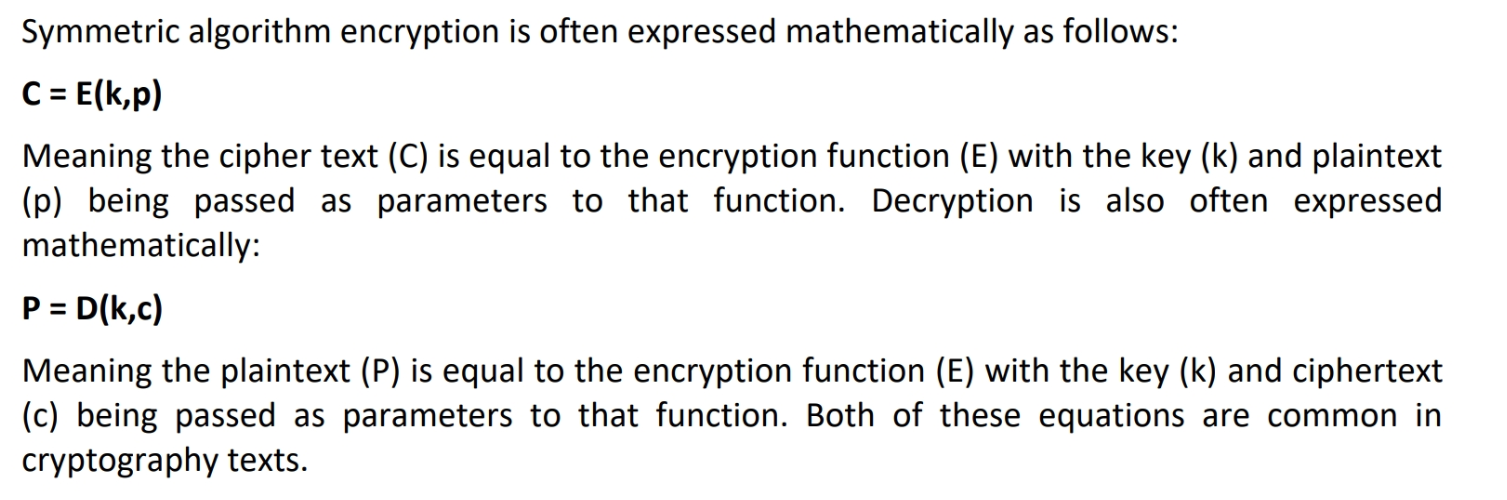 Symmetric algorithm encryption is often expressed mathematically as follows:
C = E(k,p)
Meaning the cipher text (C) is equal to the encryption function (E) with the key (k) and plaintext
(p) being passed as parameters to that function. Decryption is also often expressed
mathematically:
P = D(k,c)
Meaning the plaintext (P) is equal to the encryption function (E) with the key (k) and ciphertext
(c) being passed as parameters to that function. Both of these equations are common in
cryptography texts.